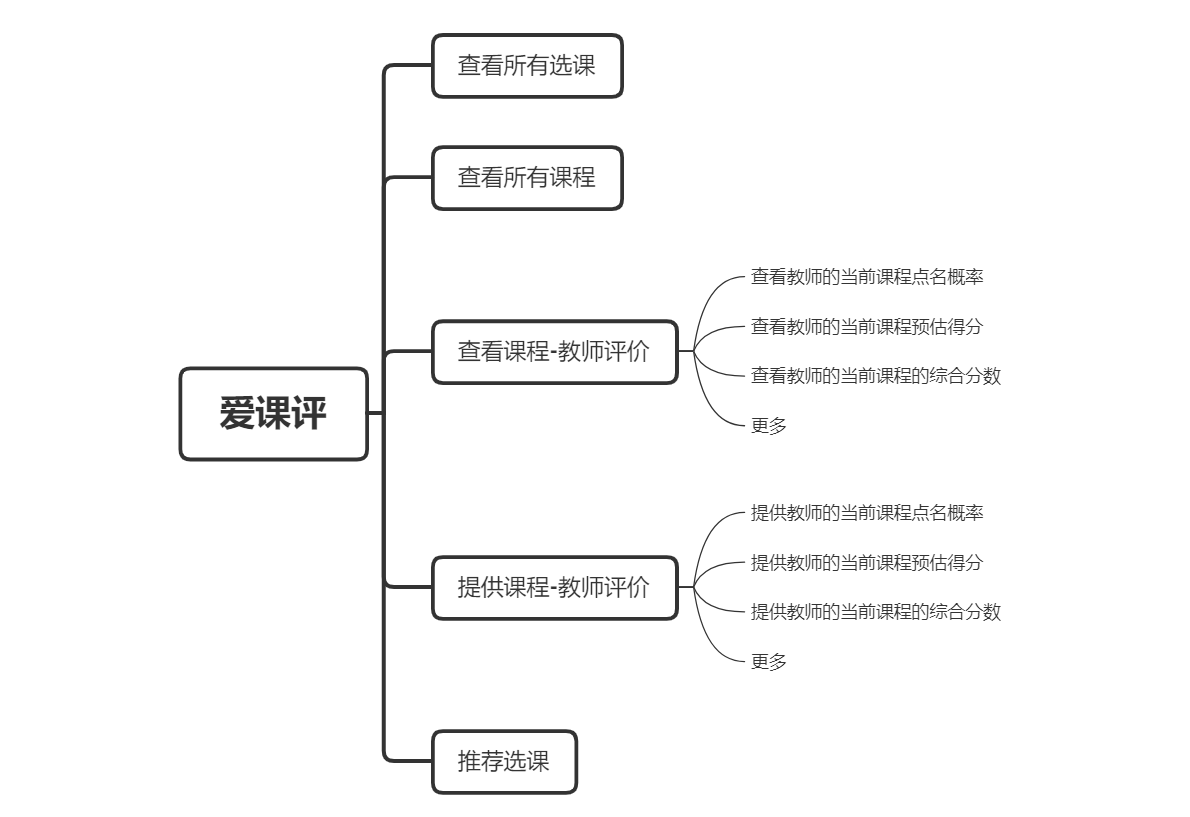 爱课评
查看所有选课
查看所有课程
查看课程-教师评价
查看教师的当前课程点名概率
查看教师的当前课程预估得分
查看教师的当前课程的综合分数
更多
提供课程-教师评价
提供教师的当前课程点名概率
提供教师的当前课程预估得分
提供教师的当前课程的综合分数
更多
推荐选课